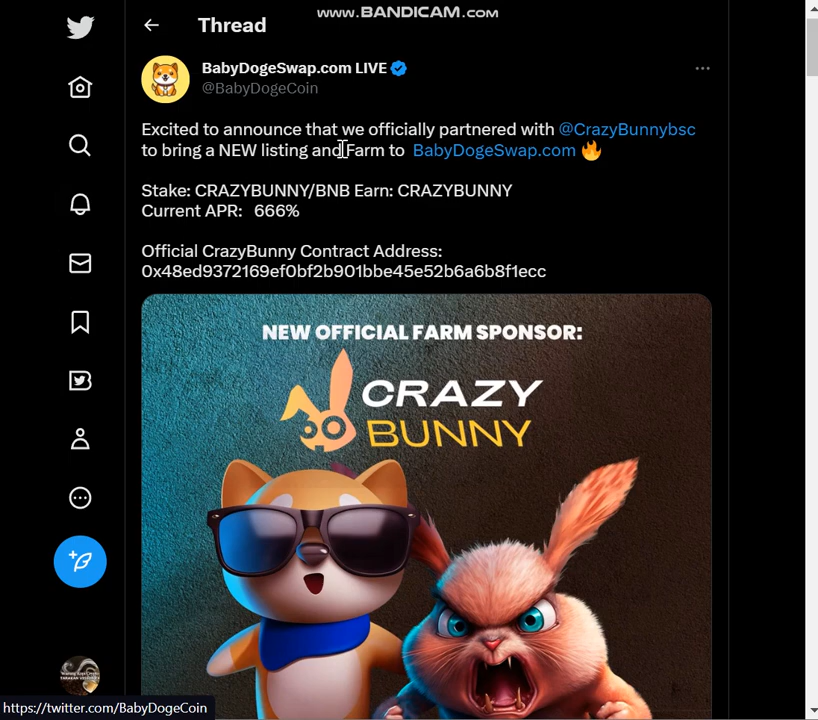 WWW.BANDICAM.COM
Thread
BabyDogeSwap.com LIVE
@BabyDogeCoin
Excited to announce that we officially partnered with @CrazyBunnybsc
to bring a NEW listing and Farm to BabyDogeSwap.com 🔥
Stake: CRAZYBUNNY/BNB Earn: CRAZYBUNNY
Current APR: 666%
Official CrazyBunny Contract Address:
0x48ed9372169ef0bf2b901bbe45e52b6a6b8f1ecc
NEW OFFICIAL FARM SPONSOR:
CRAZY
BUNNY
https://twitter.com/BabyDogeCoin